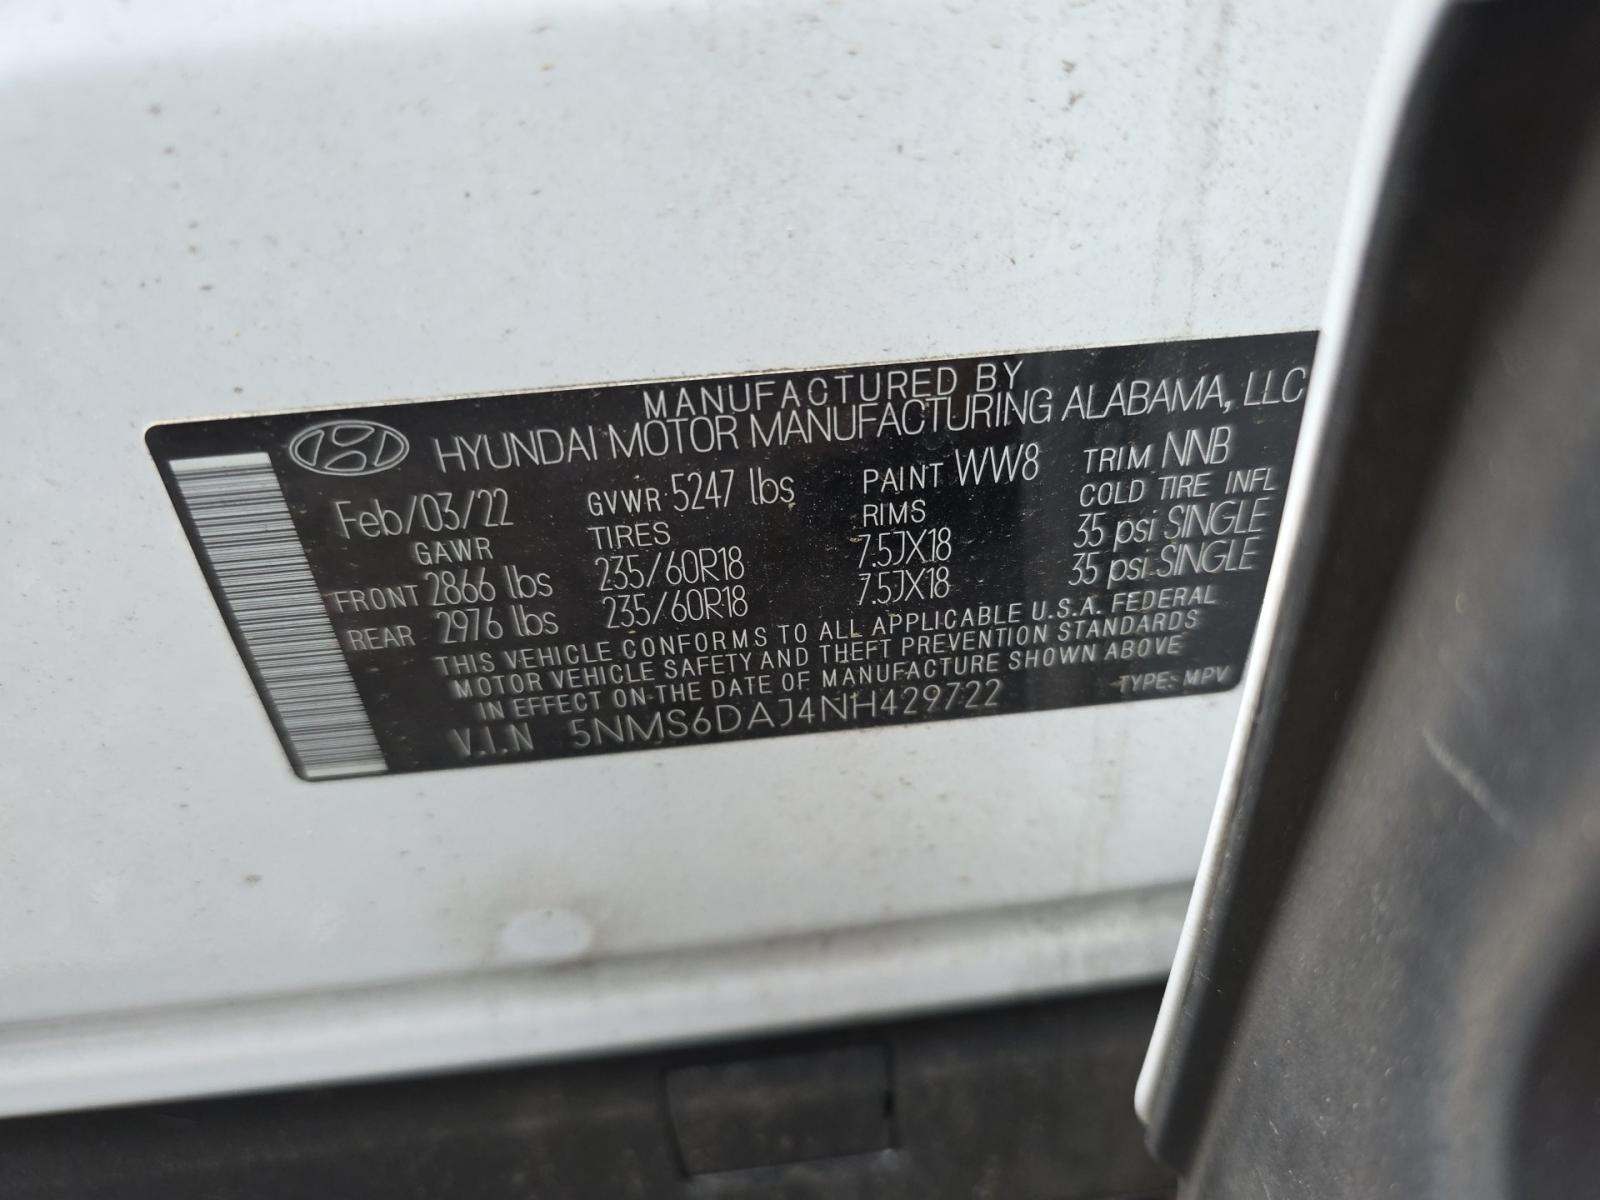 MANUFACTURED BY
HYUNDAI MOTOR MANUFACTURING ALABAMA, LLC
Feb/03/22 GVWR 5247 lbs PAINT WW8 TRIM NNB
GAWR TIRES RIMS COLD TIRE INFL
FRONT 2866 lbs 235/60R18 7.5JX18 35 psi SINGLE
REAR 2976 lbs 235/60R18 7.5JX18 35 psi SINGLE
THIS VEHICLE CONFORMS TO ALL APPLICABLE U.S.A. FEDERAL
MOTOR VEHICLE SAFETY AND THEFT PREVENTION STANDARDS
IN EFFECT ON THE DATE OF MANUFACTURE SHOWN ABOVE
V.I.N 5NMS6DAJ4NH429722 TYPE: MPV